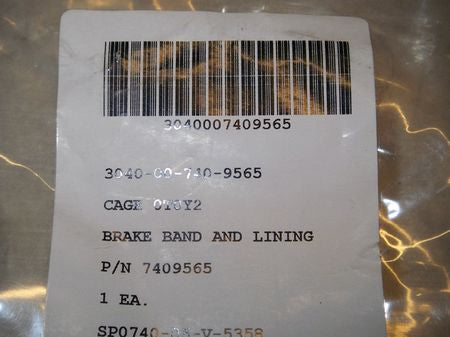 3040007409565
3040-00-740-9565
CAGE
BRAKE BAND AND LINING
P/N 7409565
1 EA.